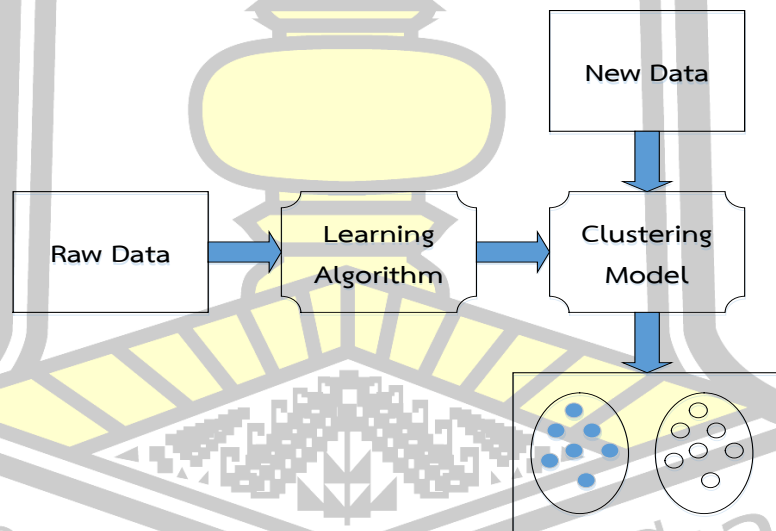 New Data
Raw Data
Learning
Algorithm
Clustering
Model